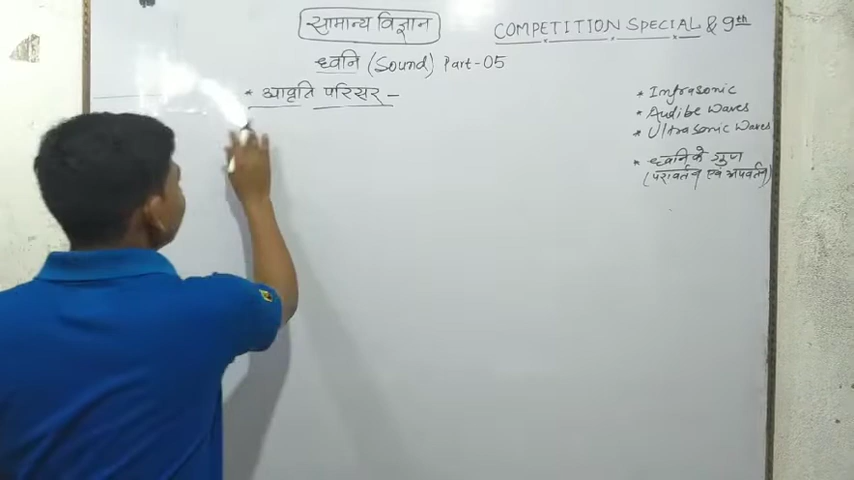 सामान्य विज्ञान
COMPETITION SPECIAL & 9th
ध्वनि (Sound) Part-05
* आवृति परिसर -
* Infrasonic
* Audibe Waves
* Ultrasonic Waves
* ध्वनि के गुण
(परावर्तन एवं अपवर्तन)